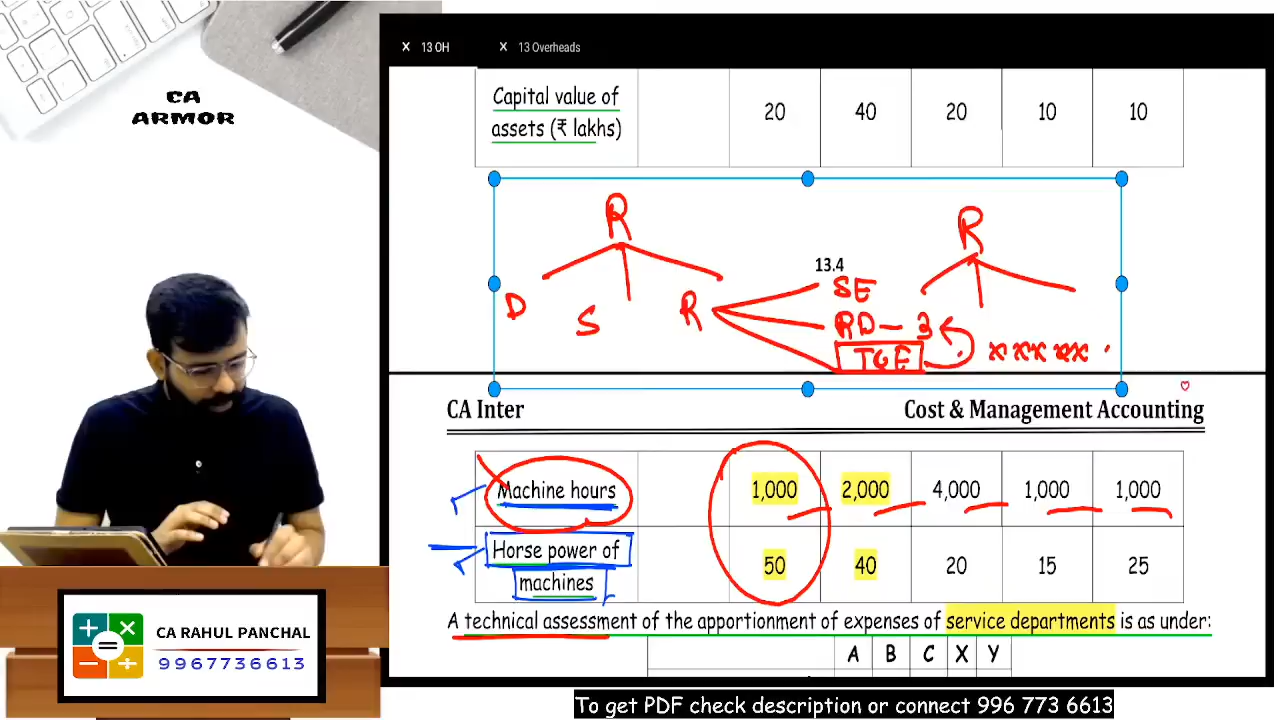 CA
ARMOR
× 13 OH × 13 Overheads
Capital value of
assets (₹ lakhs) 20 40 20 10 10
R R
13.4
D S R SE
RD - 3
TGE ×××××
CA Inter Cost & Management Accounting
Machine hours 1,000 2,000 4,000 1,000 1,000
Horse power of
machines 50 40 20 15 25
A technical assessment of the apportionment of expenses of service departments is as under:
A B C X Y
CA RAHUL PANCHAL
9967736613
To get PDF check description or connect 996 773 6613